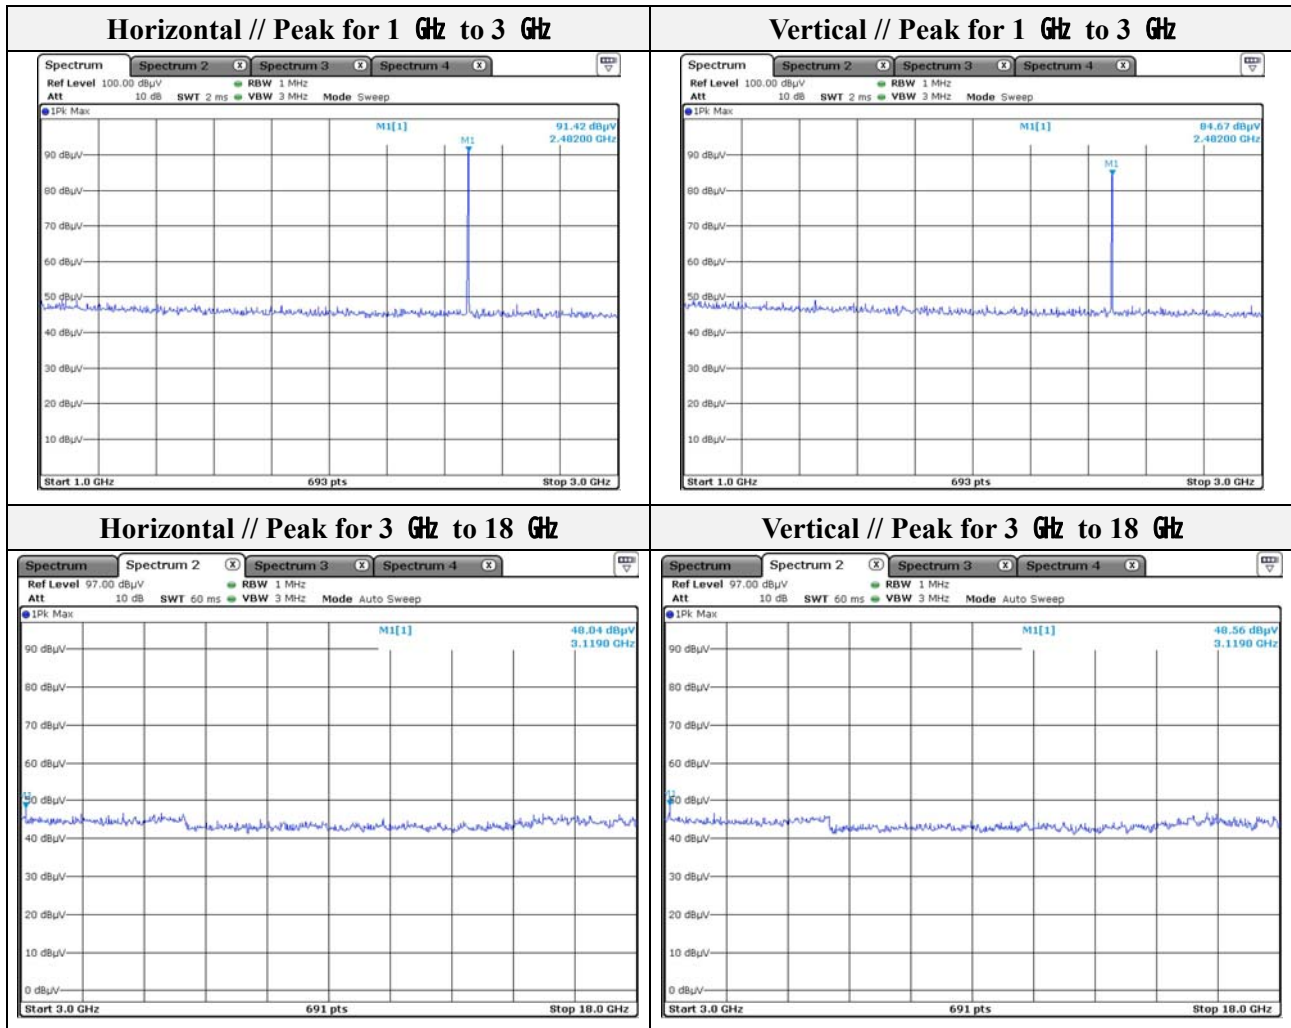 Horizontal // Peak for 1 GHz to 3 GHz
Spectrum Spectrum 2 X Spectrum 3 X Spectrum 4 X
Ref Level 100.00 dBµV RBW 1 MHz
Att 10 dB SWT 2 ms VBW 3 MHz Mode Sweep
1Pk Max
M1[1] 91.42 dBµV
2.48200 GHz
M1
90 dBµV
80 dBµV
70 dBµV
60 dBµV
50 dBµV
40 dBµV
30 dBµV
20 dBµV
10 dBµV
Start 1.0 GHz 693 pts Stop 3.0 GHz
Vertical // Peak for 1 GHz to 3 GHz
Spectrum Spectrum 2 X Spectrum 3 X Spectrum 4 X
Ref Level 100.00 dBµV RBW 1 MHz
Att 10 dB SWT 2 ms VBW 3 MHz Mode Sweep
1Pk Max
M1[1] 84.67 dBµV
2.48200 GHz
M1
90 dBµV
80 dBµV
70 dBµV
60 dBµV
50 dBµV
40 dBµV
30 dBµV
20 dBµV
10 dBµV
Start 1.0 GHz 693 pts Stop 3.0 GHz
Horizontal // Peak for 3 GHz to 18 GHz
Spectrum Spectrum 2 X Spectrum 3 X Spectrum 4 X
Ref Level 97.00 dBµV RBW 1 MHz
Att 10 dB SWT 60 ms VBW 3 MHz Mode Auto Sweep
1Pk Max
M1[1] 48.04 dBµV
3.1190 GHz
90 dBµV
80 dBµV
70 dBµV
60 dBµV
50 dBµV
40 dBµV
30 dBµV
20 dBµV
10 dBµV
0 dBµV
Start 3.0 GHz 691 pts Stop 18.0 GHz
Vertical // Peak for 3 GHz to 18 GHz
Spectrum Spectrum 2 X Spectrum 3 X Spectrum 4 X
Ref Level 97.00 dBµV RBW 1 MHz
Att 10 dB SWT 60 ms VBW 3 MHz Mode Auto Sweep
1Pk Max
M1[1] 48.56 dBµV
3.1190 GHz
90 dBµV
80 dBµV
70 dBµV
60 dBµV
50 dBµV
40 dBµV
30 dBµV
20 dBµV
10 dBµV
0 dBµV
Start 3.0 GHz 691 pts Stop 18.0 GHz